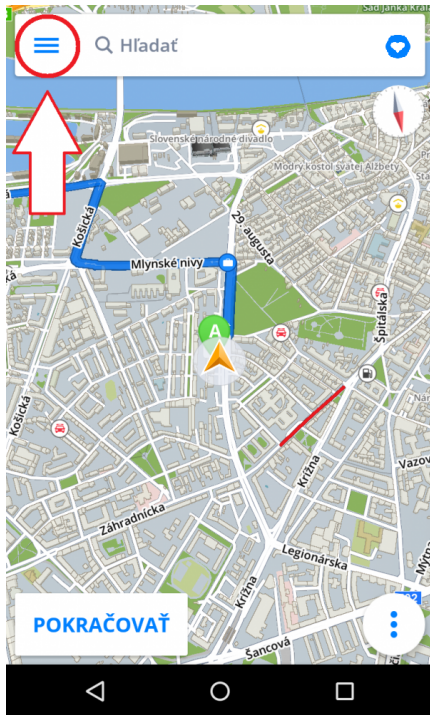 Sad Janka Kráľa
Hľadať
Slovenské národné divadlo
Modrý kostol svätej Alžbety
29. augusta
Košická
Mlynské nivy
Špitálska
A
Košická
Krížna
Vazov
Záhradnícka
Legionárska
Mýtna
Krížna
POKRAČOVAŤ
Šancová